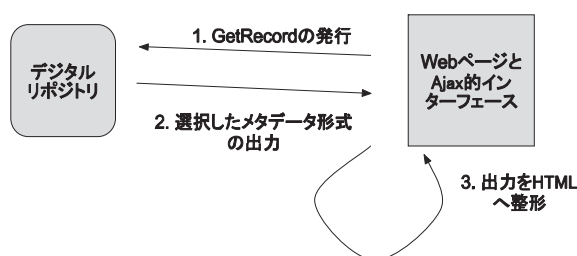 1. GetRecordの発行
デジタル
リポジトリ
Webページと
Ajax的イン
ターフェース
2. 選択したメタデータ形式
の出力
3. 出力をHTML
へ整形